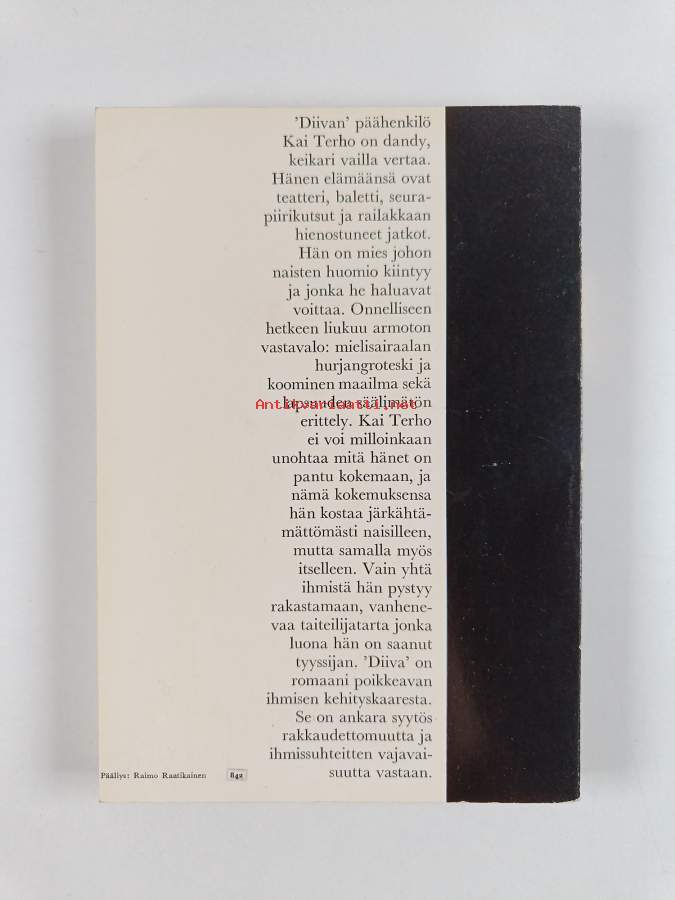 'Diivan' päähenkilö
Kai Terho on dandy,
keikari vailla vertaa.
Hänen elämäänsä ovat
teatteri, baletti, seura-
piirikutsut ja railakkaan
hienostuneet jatkot.
Hän on mies johon
naisten huomio kiintyy
ja jonka he haluavat
voittaa. Onnelliseen
hetkeen liukuu armoton
vastavalo: mielisairaalan
hurjangroteski ja
koominen maailma sekä
lapsuuden säälimätön
Antikvariaatti.net
erittely. Kai Terho
ei voi milloinkaan
unohtaa mitä hänet on
pantu kokemaan, ja
nämä kokemuksensa
hän kostaa järkähtä-
mättömästi naisilleen,
mutta samalla myös
itselleen. Vain yhtä
ihmistä hän pystyy
rakastamaan, vanhene-
vaa taiteilijatarta jonka
luona hän on saanut
tyyssijan. 'Diiva' on
romaani poikkeavan
ihmisen kehityskaaresta.
Se on ankara syytös
rakkaudettomuutta ja
ihmissuhteitten vajavai-
suutta vastaan.
Päällys: Raimo Raatikainen 842